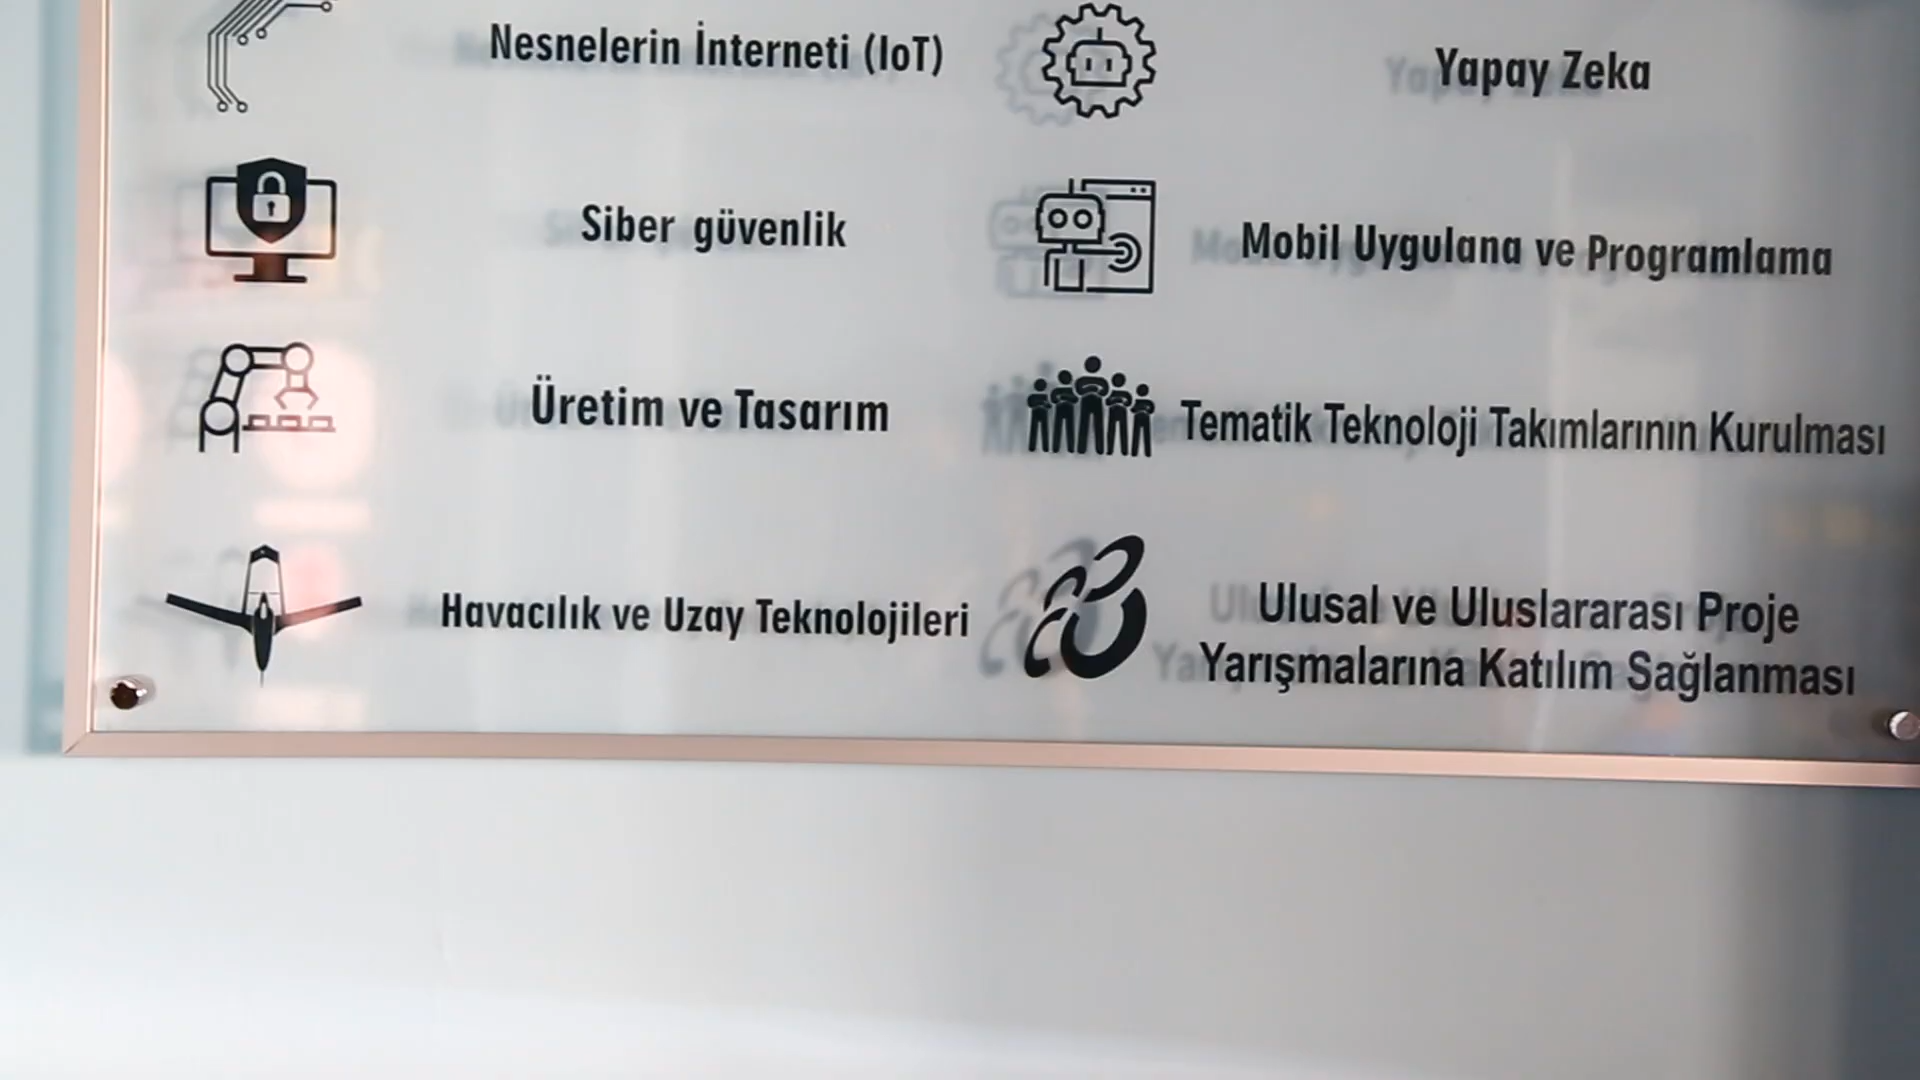 Nesnelerin İnterneti (IoT)
Yapay Zeka
Siber güvenlik
Mobil Uygulana ve Programlama
Üretim ve Tasarım
Tematik Teknoloji Takımlarının Kurulması
Havacılık ve Uzay Teknolojileri
Ulusal ve Uluslararası Proje
Yarışmalarına Katılım Sağlanması